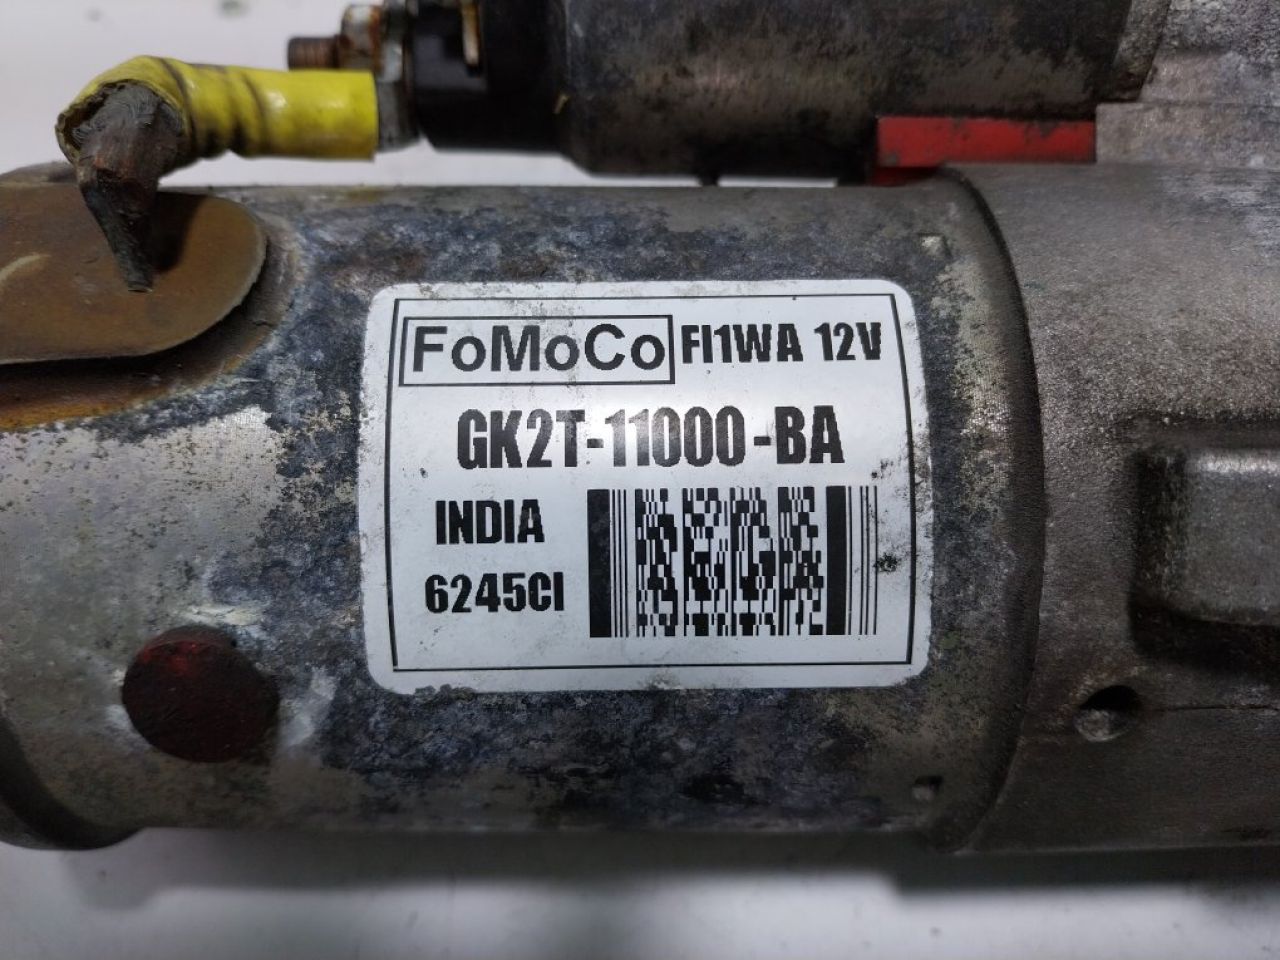 FoMoCo FI1WA 12V
GK2T-11000-BA
INDIA
6245CI